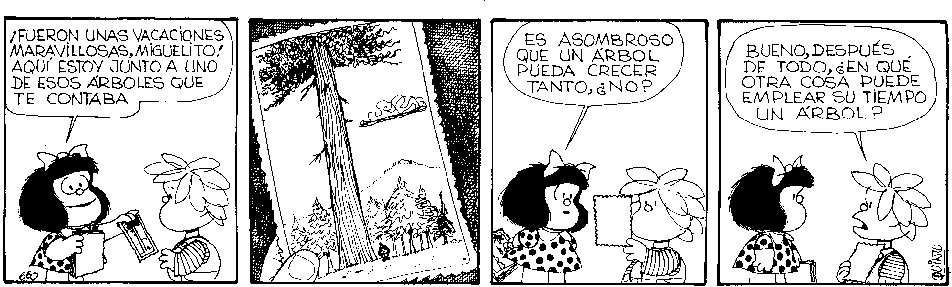 ¡FUERON UNAS VACACIONES
MARAVILLOSAS, MIGUELITO!
AQUÍ ESTOY JUNTO A UNO
DE ESOS ÁRBOLES QUE
TE CONTABA
ES ASOMBROSO
QUE UN ÁRBOL
PUEDA CRECER
TANTO, ¿NO?
BUENO, DESPUÉS
DE TODO, ¿EN QUÉ
OTRA COSA PUEDE
EMPLEAR SU TIEMPO
UN ÁRBOL?
QUINO